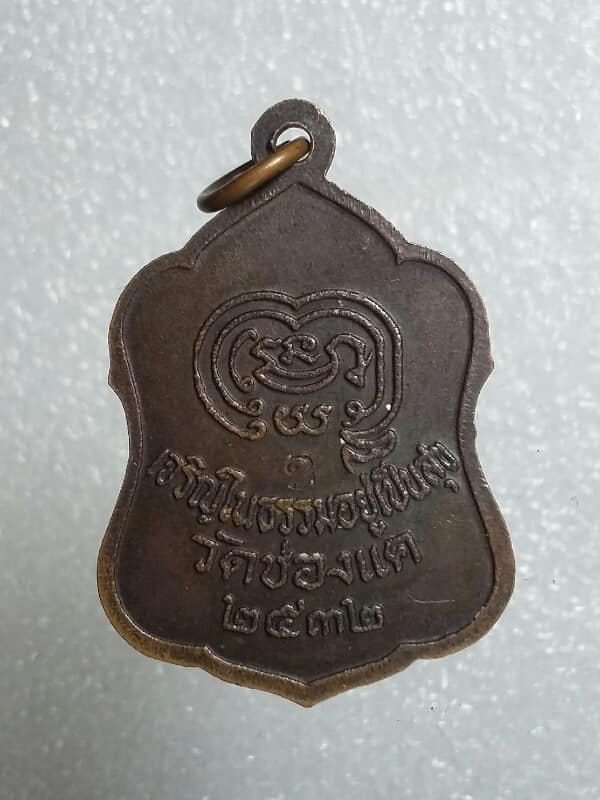 เจริญในธรรมอยู่เป็นสุข
วัดช่องแค
๒๕๓๒